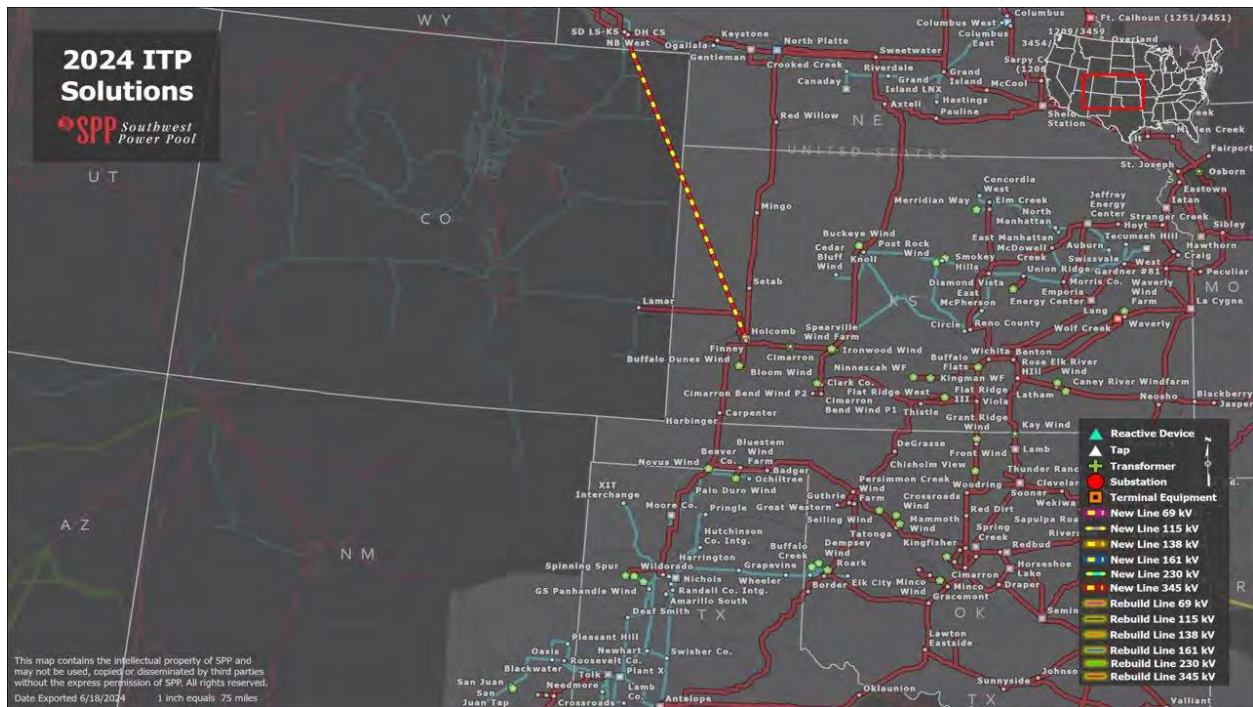 2024 ITP
Solutions
SPP Southwest
Power Pool
WY
UT
CO
AZ
NM
NE
UNITED STATES
KS
MO
OK
TX
TX
SD LS-KS
DH CS
NB West
Ogallala
Keystone
Gentleman
North Platte
Crooked Creek
Canaday
Riverdale
Sweetwater
Columbus West
Columbus
Columbus
East
Ft. Calhoun (1251/3451)
1209/3459
Overland
3454/
Grand
Island LNX
Grand
Island
McCool
Hastings
Axtell
Pauline
Sheldon
Station
Red Willow
St. Joseph
Fairport
Osborn
Eastown
Iatan
Mingo
Concordia
West
Merridian Way
Elm Creek
North
Manhattan
Jeffrey
Energy
Center
Stranger Creek
Hoyt
Tecumseh Hill
Sibley
Hawthorn
Craig
East Manhattan
McDowell
Creek
Auburn
Swissvale
West
Gardner #81
Peculiar
Buckeye Wind
Cedar
Bluff
Wind
Knoll
Post Rock
Wind
Smokey
Hills
Diamond Vista
East
McPherson
Union Ridge
Morris Co.
Emporia
Energy Center
Waverly
Wind
Farm
Lang
La Cygne
Wolf Creek
Waverly
Setab
Lamar
Holcomb
Finney
Buffalo Dunes Wind
Spearville
Wind Farm
Cimarron
Ironwood Wind
Bloom Wind
Circle
Reno County
Wichita
Benton
Buffalo
Flats
Rose Elk River
Hill Wind
Ninnescah WF
Kingman WF
Clark Co.
Flat Ridge West
Flat Ridge
III
Viola
Latham
Caney River Windfarm
Neosho
Blackberry
Jasper
Cimarron Bend Wind P2
Cimarron
Bend Wind P1
Thistle
Grant
Ridge
Wind
Kay Wind
Carpenter
Harbinger
DeGrasse
Front Wind
Lamb
Chisholm View
Thunder Ranch
Novus Wind
Beaver
Co.
Bluestem
Wind
Farm
Badger
Ochiltree
Palo Duro Wind
XIT
Interchange
Moore Co.
Pringle
Hutchinson
Co. Intg.
Harrington
Guthrie
Great Western
Persimmon Creek
Wind
Farm
Seiling Wind
Tatonga
Crossroads
Wind
Mammoth
Wind
Woodring
Sooner
Cleveland
Wekiwa
Red Dirt
Spring
Creek
Sapulpa Road
Redbud
Kingfisher
Horseshoe
Lake
Cimarron
Minco
Draper
Seminole
Buffalo
Creek
Dempsey
Wind
Roark
Spinning Spur
Wildorado
Grapevine
Wheeler
Nichols
Randall Co. Intg.
Amarillo South
GS Panhandle Wind
Deaf Smith
Border
Elk City
Minco
Wind
Gracemont
Lawton
Eastside
Pleasant Hill
Oasis
Blackwater
Roosevelt Co.
Newhart
Swisher Co.
Tolk
Plant X
San Juan
San
Juan Tap
Needmore
Crossroads
Lamb
Co.
Antelope
Oklaunion
Sunnyside
Valliant
Reactive Device
Tap
Transformer
Substation
Terminal Equipment
New Line 69 kV
New Line 115 kV
New Line 138 kV
New Line 161 kV
New Line 230 kV
New Line 345 kV
Rebuild Line 69 kV
Rebuild Line 115 kV
Rebuild Line 138 kV
Rebuild Line 161 kV
Rebuild Line 230 kV
Rebuild Line 345 kV
This map contains the intellectual property of SPP and
may not be used, copied or disseminated by third parties
without the express permission of SPP. All rights reserved.
Date Exported 6/18/2024 1 inch equals 75 miles